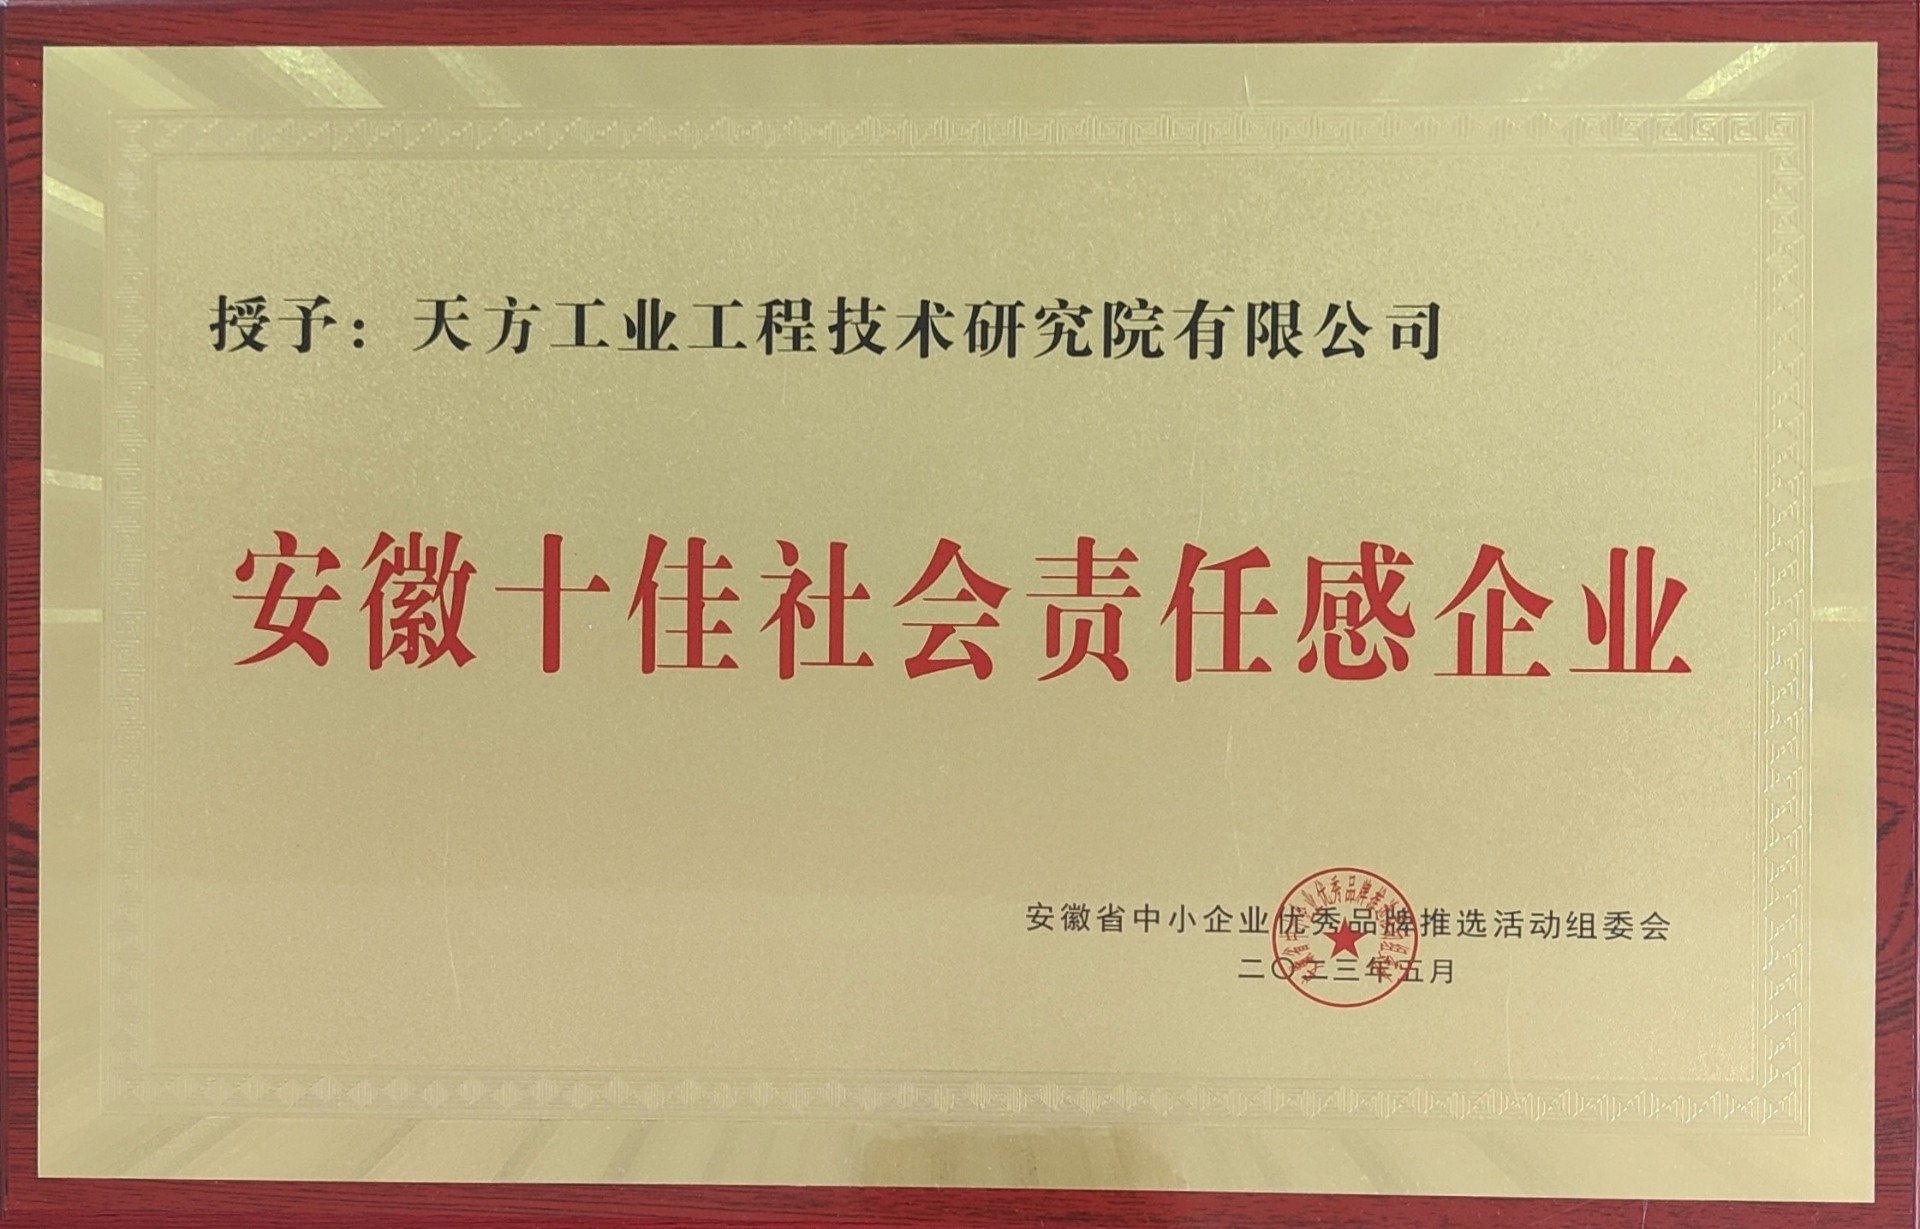 授予：天方工业工程技术研究院有限公司
安徽十佳社会责任感企业
安徽省中小企业优秀品牌推选活动组委会
二〇二三年五月